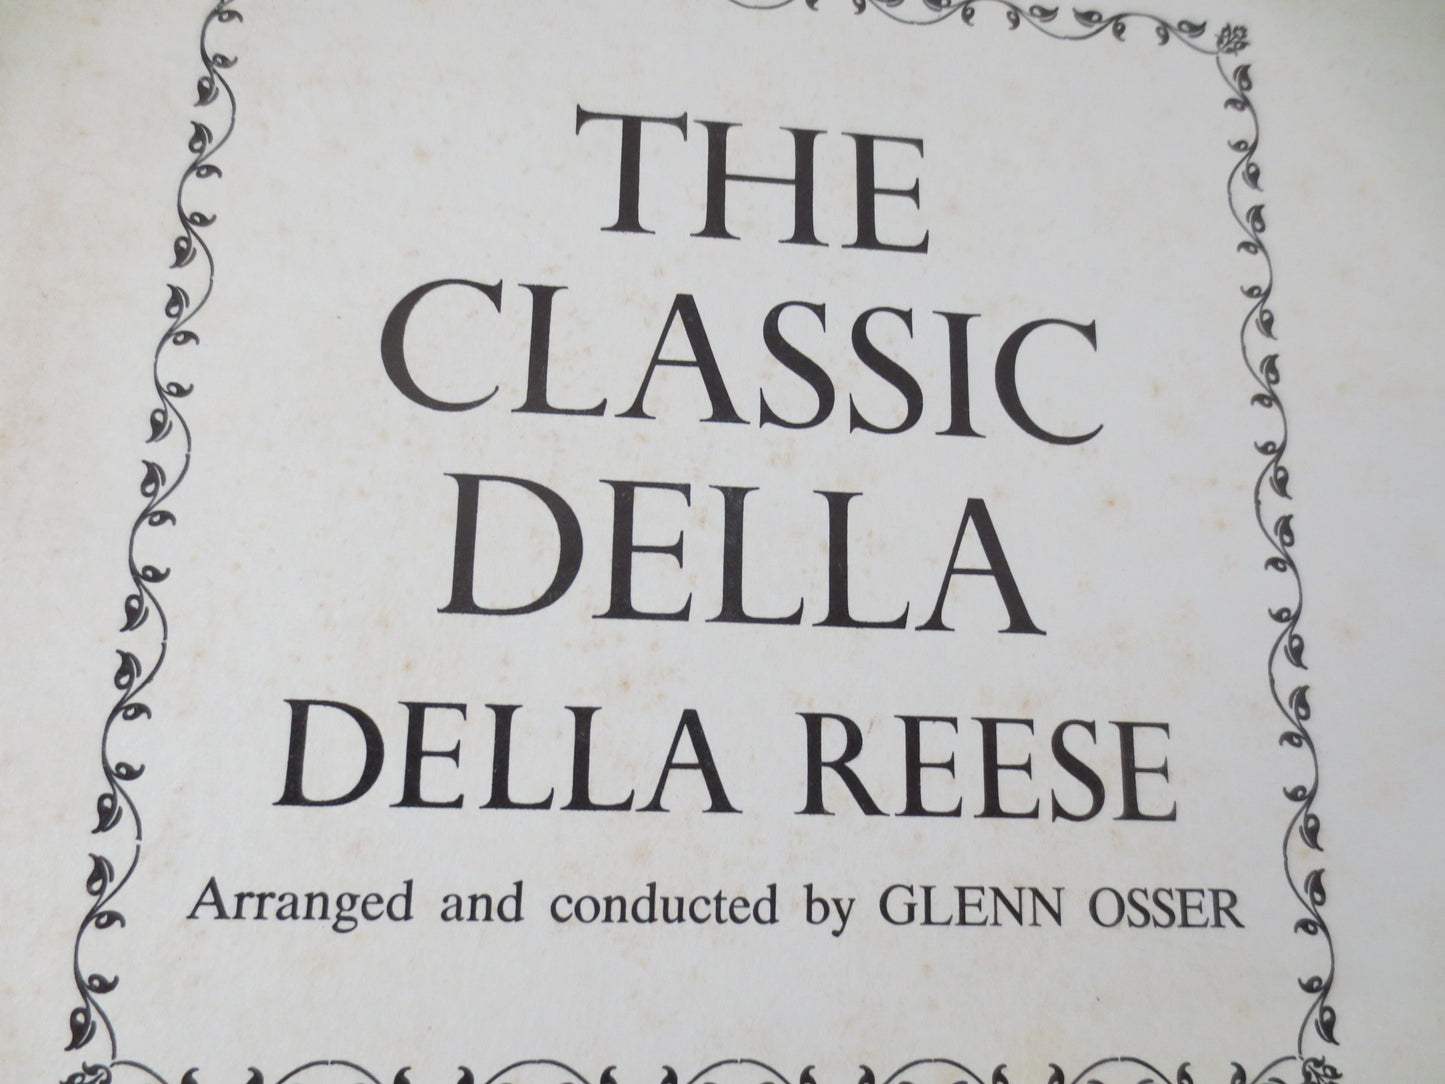 THE
CLASSIC
DELLA
DELLA REESE
Arranged and conducted by GLENN OSSER